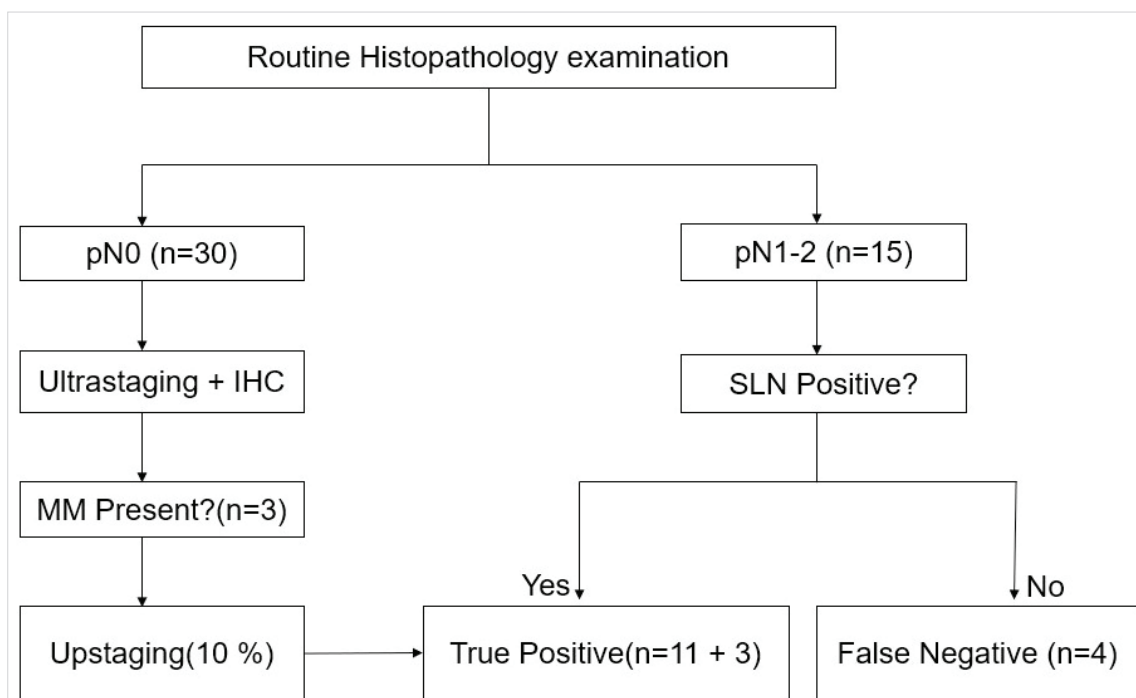 Routine Histopathology examination
pN0 (n=30)
pN1-2 (n=15)
Ultrastaging + IHC
SLN Positive?
MM Present?(n=3)
Yes
No
Upstaging(10 %)
True Positive(n=11 + 3)
False Negative (n=4)